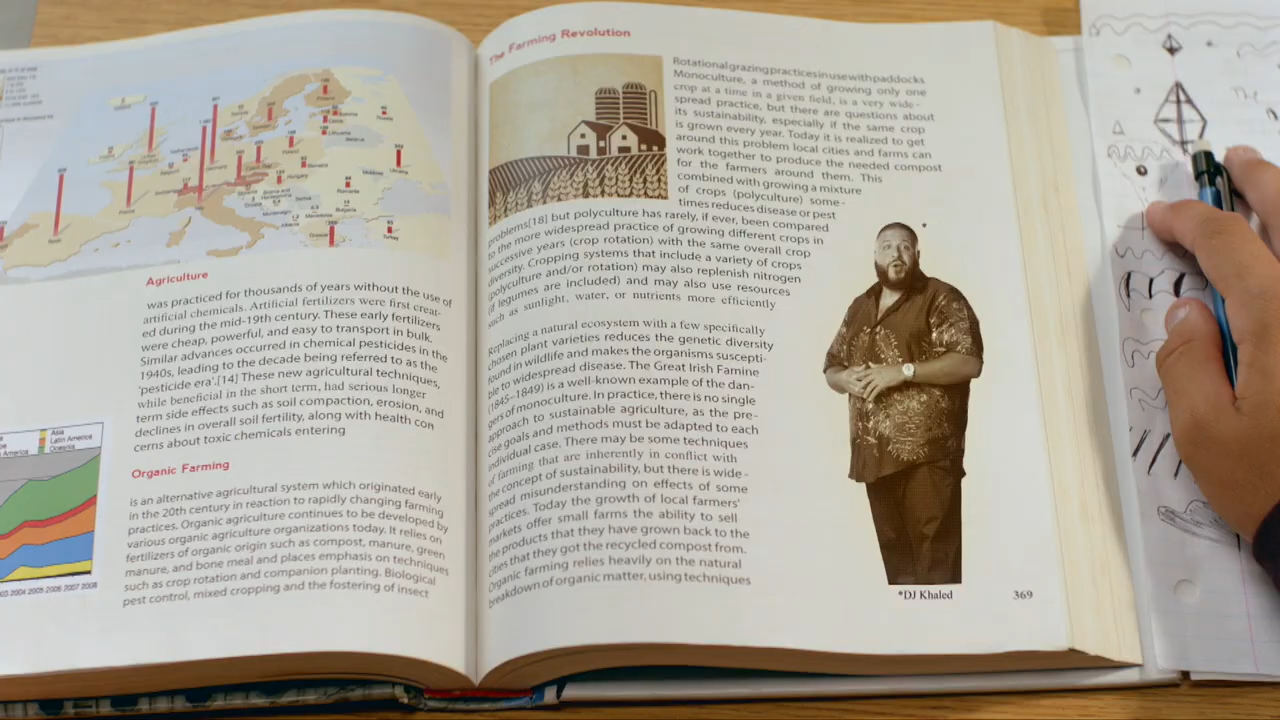 Agriculture
was practiced for thousands of years without the use of
artificial chemicals. Artificial fertilizers were first creat-
ed during the mid-19th century. These early fertilizers
were cheap, powerful, and easy to transport in bulk.
Similar advances occurred in chemical pesticides in the
1940s, leading to the decade being referred to as the
'pesticide era'.[14] These new agricultural techniques,
while beneficial in the short term, had serious longer
term side effects such as soil compaction, erosion, and
declines in overall soil fertility, along with health con
cerns about toxic chemicals entering
Asia
Latin America
Oceania
2004 2005 2006 2007 2008
Organic Farming
is an alternative agricultural system which originated early
in the 20th century in reaction to rapidly changing farming
practices. Organic agriculture continues to be developed by
various organic agriculture organizations today. It relies on
fertilizers of organic origin such as compost, manure, green
manure, and bone meal and places emphasis on techniques
such as crop rotation and companion planting. Biological
pest control, mixed cropping and the fostering of insect
The Farming Revolution
Rotational grazing practices in use with paddocks
Monoculture, a method of growing only one
crop at a time in a given field, is a very wide-
spread practice, but there are questions about
its sustainability, especially if the same crop
is grown every year. Today it is realized to get
around this problem local cities and farms can
work together to produce the needed compost
for the farmers around them. This
combined with growing a mixture
of crops (polyculture) some-
times reduces disease or pest
problems[18] but polyculture has rarely, if ever, been compared
to the more widespread practice of growing different crops in
successive years (crop rotation) with the same overall crop
diversity. Cropping systems that include a variety of crops
(polyculture and/or rotation) may also replenish nitrogen
(if legumes are included) and may also use resources
such as sunlight, water, or nutrients more efficiently
Replacing a natural ecosystem with a few specifically
chosen plant varieties reduces the genetic diversity
found in wildlife and makes the organisms suscepti-
ble to widespread disease. The Great Irish Famine
(1845–1849) is a well-known example of the dan-
gers of monoculture. In practice, there is no single
approach to sustainable agriculture, as the pre-
cise goals and methods must be adapted to each
individual case. There may be some techniques
of farming that are inherently in conflict with
the concept of sustainability, but there is wide-
spread misunderstanding on effects of some
practices. Today the growth of local farmers'
markets offer small farms the ability to sell
the products that they have grown back to the
cities that they got the recycled compost from.
Organic farming relies heavily on the natural
breakdown of organic matter, using techniques
*
*DJ Khaled
369
The